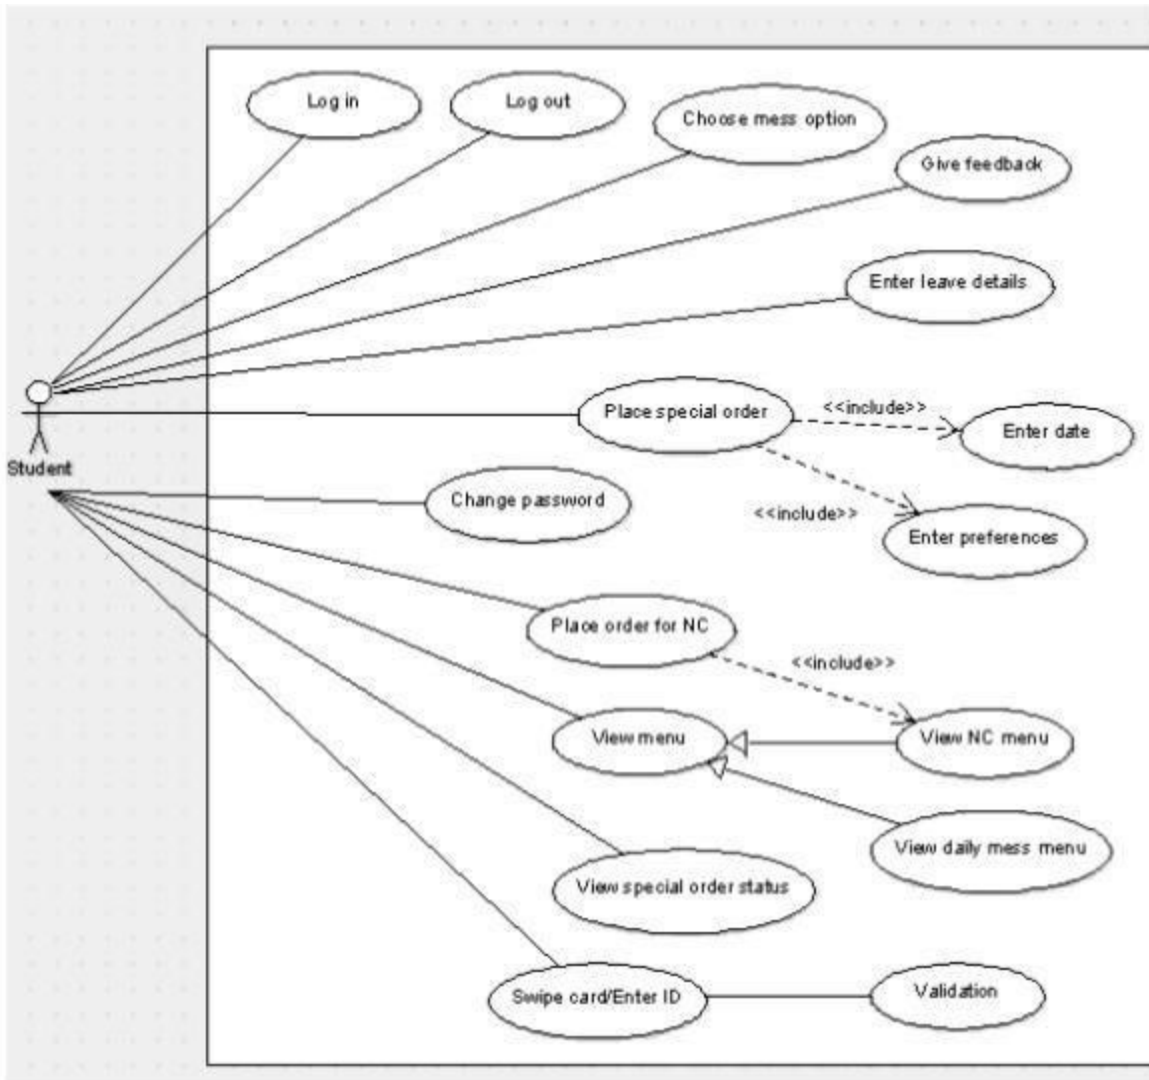 Log in
Log out
Choose mess option
Give feedback
Enter leave details
Place special order
<<include>>
Enter date
Student
Change password
<<include>>
Enter preferences
Place order for NC
<<include>>
View menu
View NC menu
View daily mess menu
View special order status
Swipe card/Enter ID
Validation